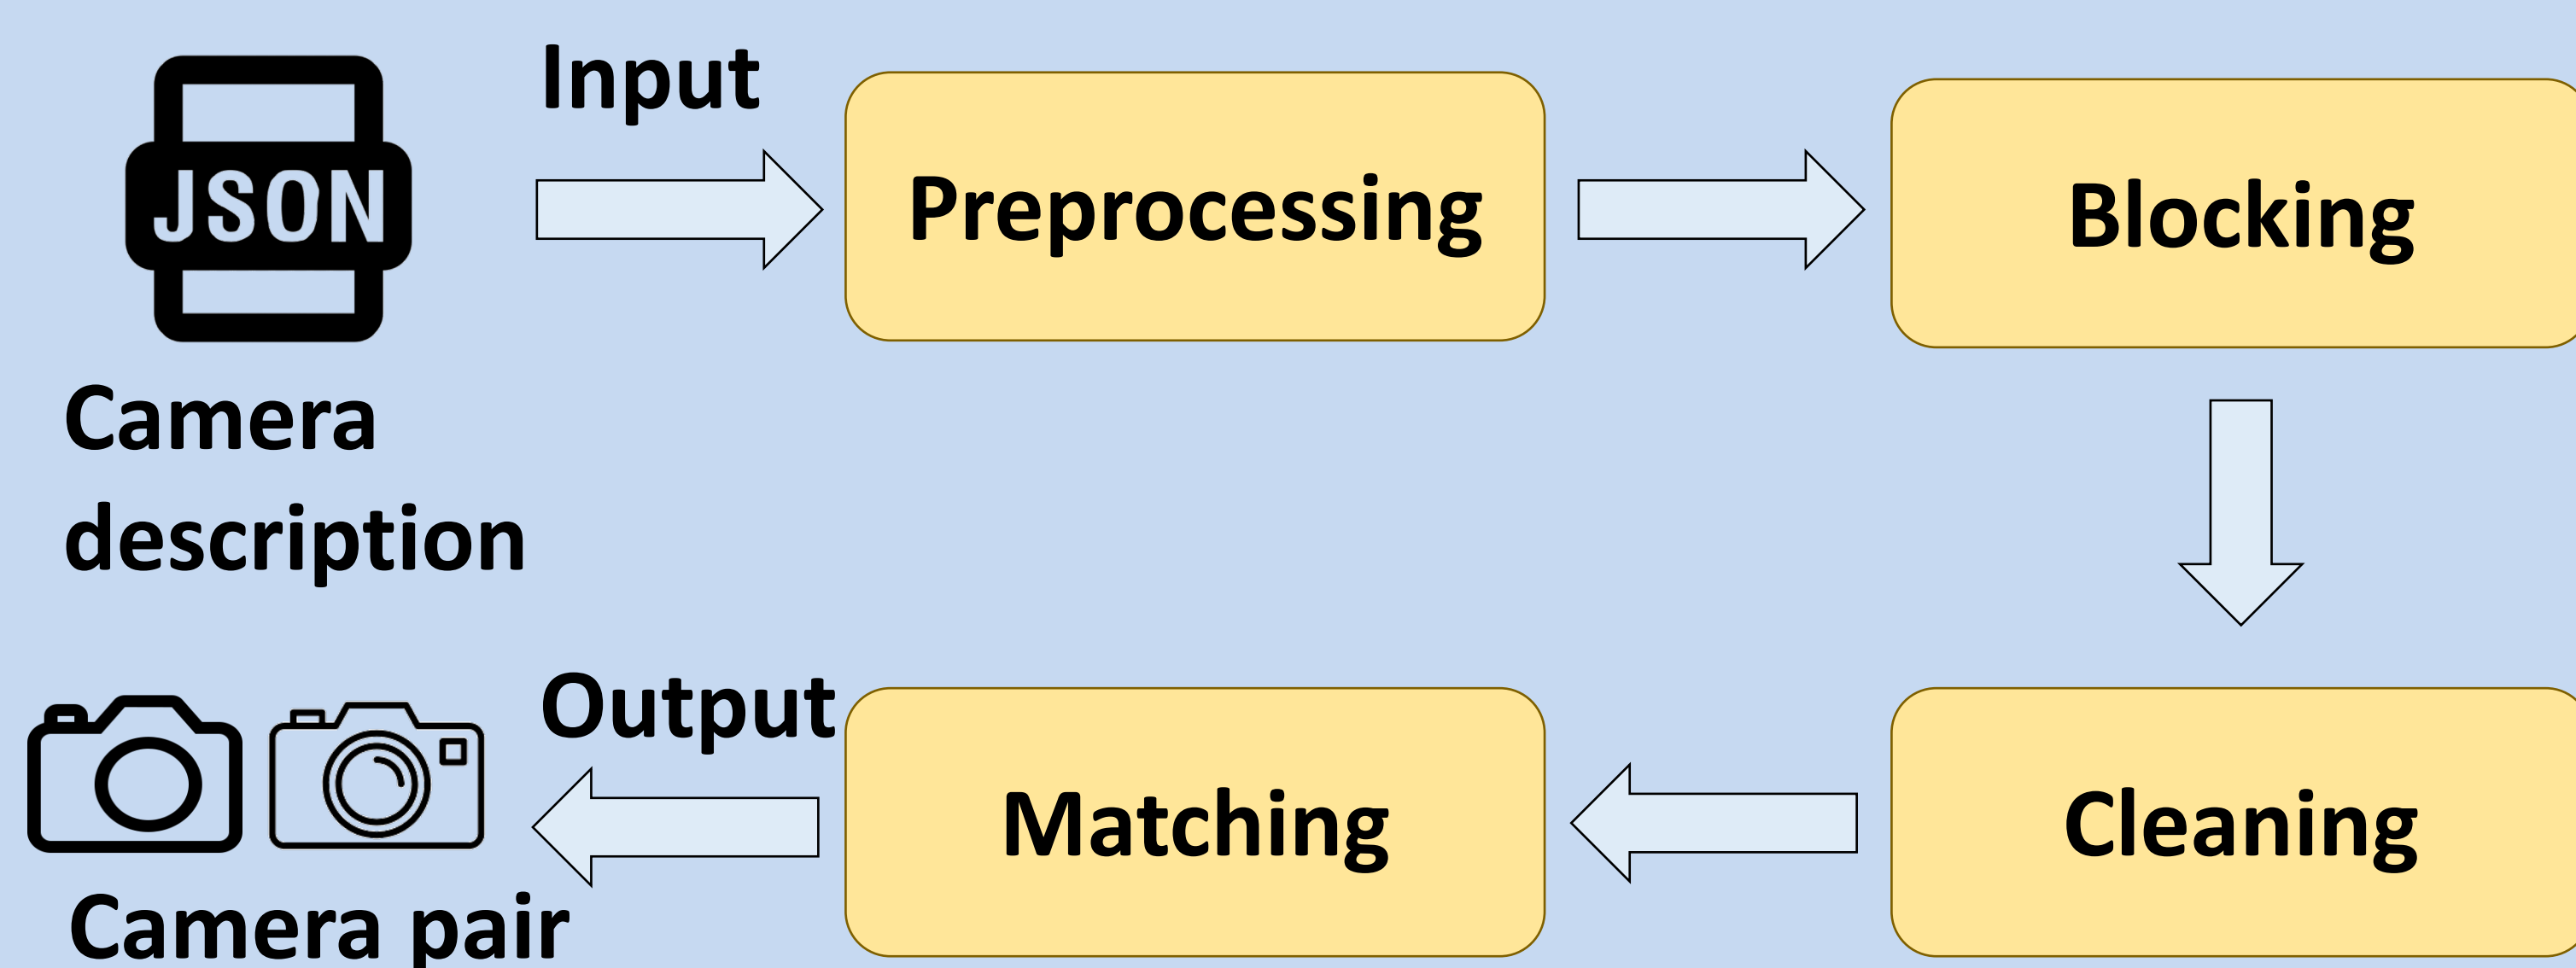 Input
JSON
Preprocessing
Blocking
Camera
description
Output
Matching
Cleaning
Camera pair